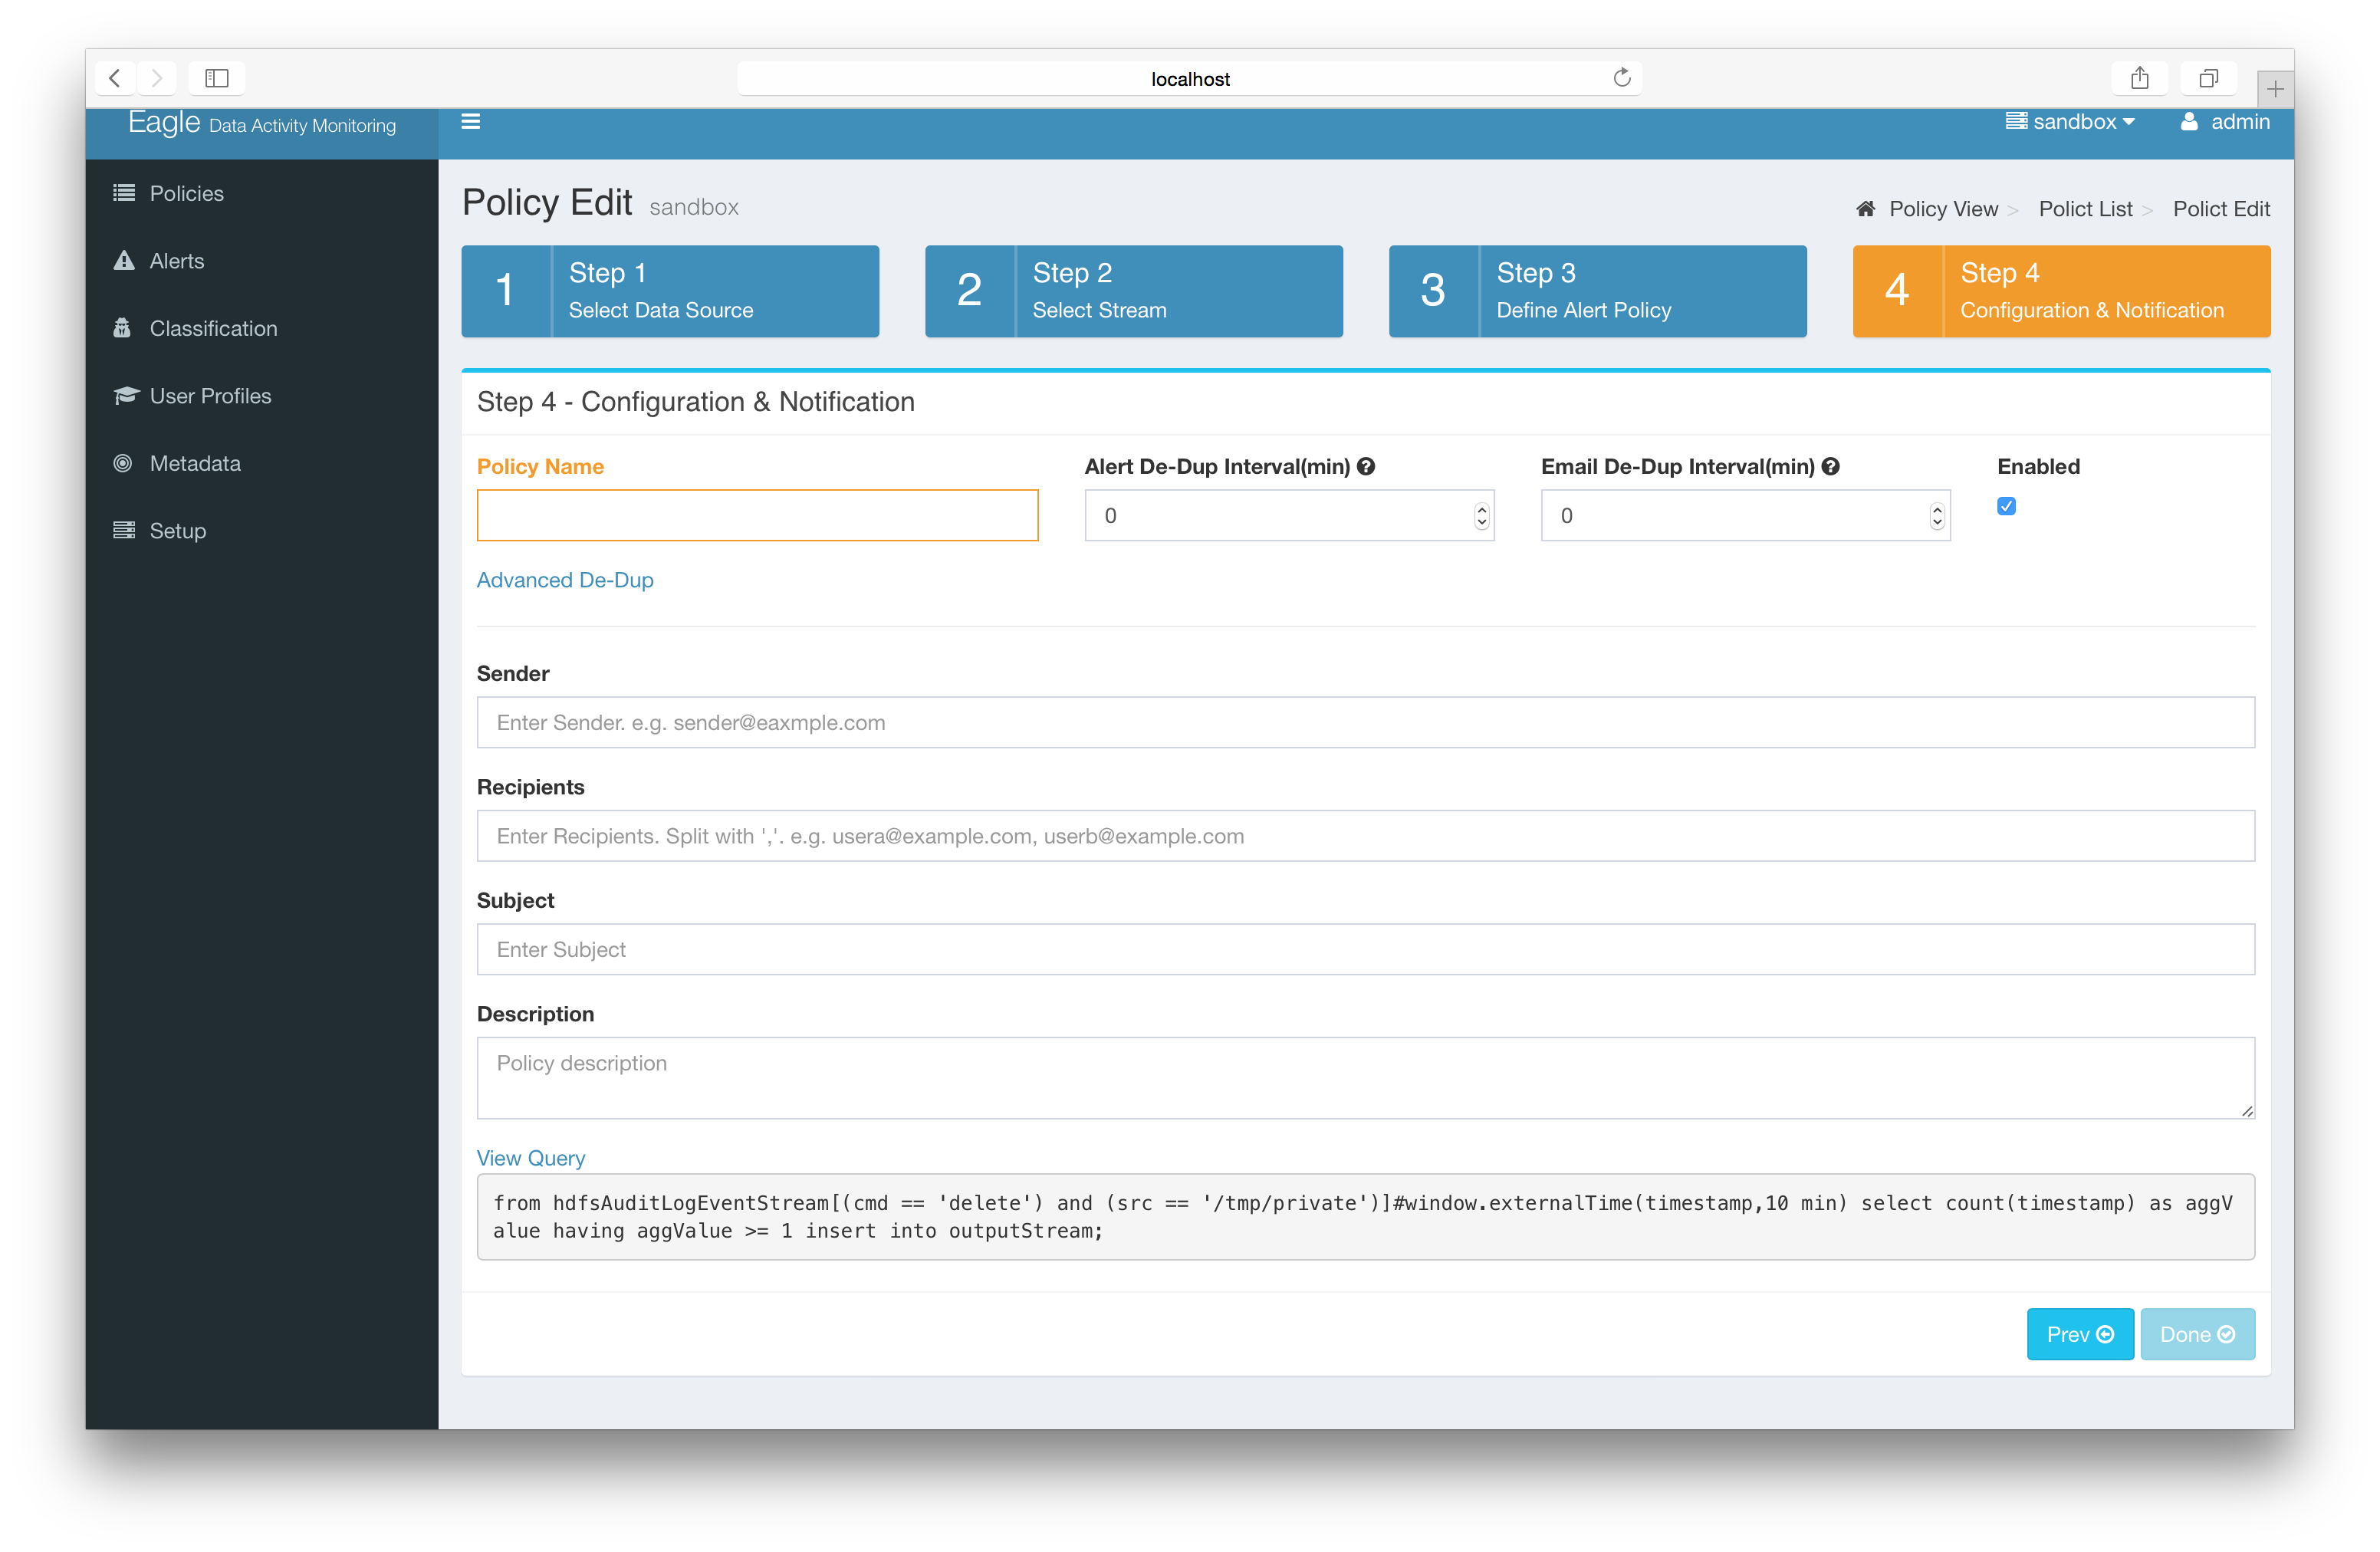 localhost
Eagle Data Activity Monitoring
sandbox
admin
Policies
Alerts
Classification
User Profiles
Metadata
Setup
Policy Edit sandbox
Policy View > Polict List > Polict Edit
1
Step 1
Select Data Source
2
Step 2
Select Stream
3
Step 3
Define Alert Policy
4
Step 4
Configuration & Notification
Step 4 - Configuration & Notification
Policy Name
Alert De-Dup Interval(min)
0
Email De-Dup Interval(min)
0
Enabled
Advanced De-Dup
Sender
Enter Sender. e.g. sender@eaxmple.com
Recipients
Enter Recipients. Split with ','. e.g. usera@example.com, userb@example.com
Subject
Enter Subject
Description
Policy description
View Query
from hdfsAuditLogEventStream[(cmd == 'delete') and (src == '/tmp/private')]#window.externalTime(timestamp,10 min) select count(timestamp) as aggV
alue having aggValue >= 1 insert into outputStream;
Prev
Done